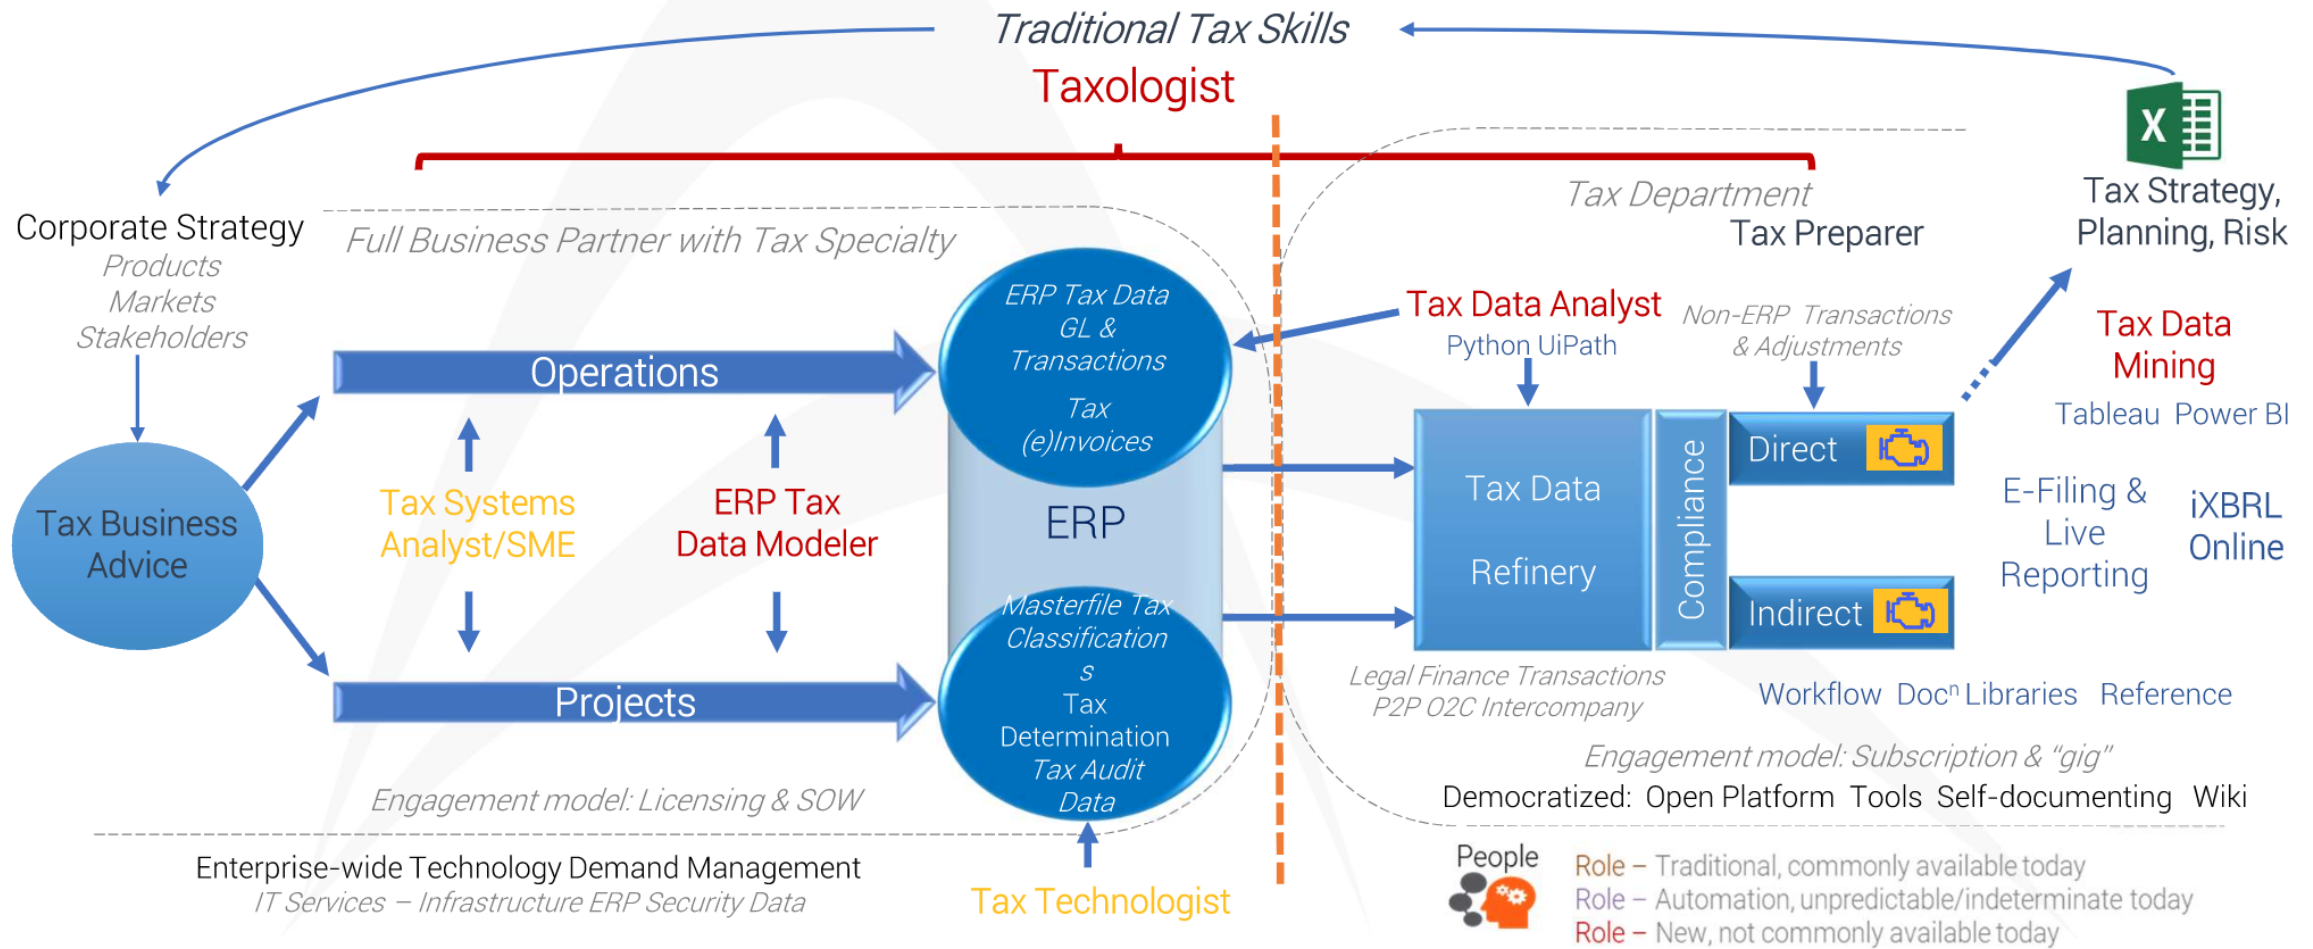 Traditional Tax Skills
Taxologist
X
Tax Department
Tax Preparer
Tax Strategy,
Planning, Risk
Corporate Strategy
Products
Markets
Stakeholders
Full Business Partner with Tax Specialty
ERP Tax Data
GL &
Transactions
Tax
(e)Invoices
Tax Data Analyst
Python UiPath
Non-ERP Transactions
& Adjustments
Tax Data
Mining
Tableau Power BI
Operations
Tax Business
Advice
Tax Systems
Analyst/SME
ERP Tax
Data Modeler
ERP
Tax Data
Refinery
Compliance
Direct
Indirect
E-Filing &
Live
Reporting
iXBRL
Online
Projects
Masterfile Tax
Classification
s
Tax
Determination
Tax Audit
Data
Legal Finance Transactions
P2P O2C Intercompany
Workflow Docⁿ Libraries Reference
Engagement model: Licensing & SOW
Engagement model: Subscription & “gig”
Democratized: Open Platform Tools Self-documenting Wiki
Enterprise-wide Technology Demand Management
IT Services – Infrastructure ERP Security Data
Tax Technologist
People
Role – Traditional, commonly available today
Role – Automation, unpredictable/indeterminate today
Role – New, not commonly available today